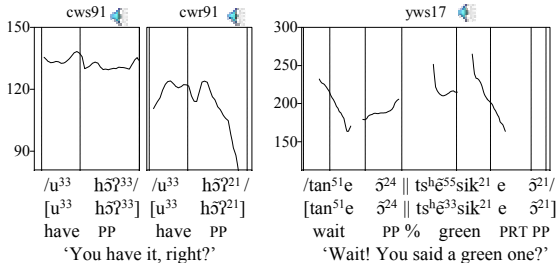 cws91 cwr91 yws17
150
120
90
300
250
200
150
/u³³ hɔ̃ʔ³³/ /u³³ hɔ̃ʔ²¹/ /tan⁵¹e ɔ̃²⁴ || tsʰẽ⁵⁵sik²¹ e ɔ̃²¹/
[u³³ hɔ̃ʔ³³] [u³³ hɔ̃ʔ²¹] [tan⁵¹e ɔ̃²⁴ || tsʰẽ³³sik²¹ e ɔ̃²¹]
have PP have PP wait PP % green PRT PP
‘You have it, right?’ ‘Wait! You said a green one?’